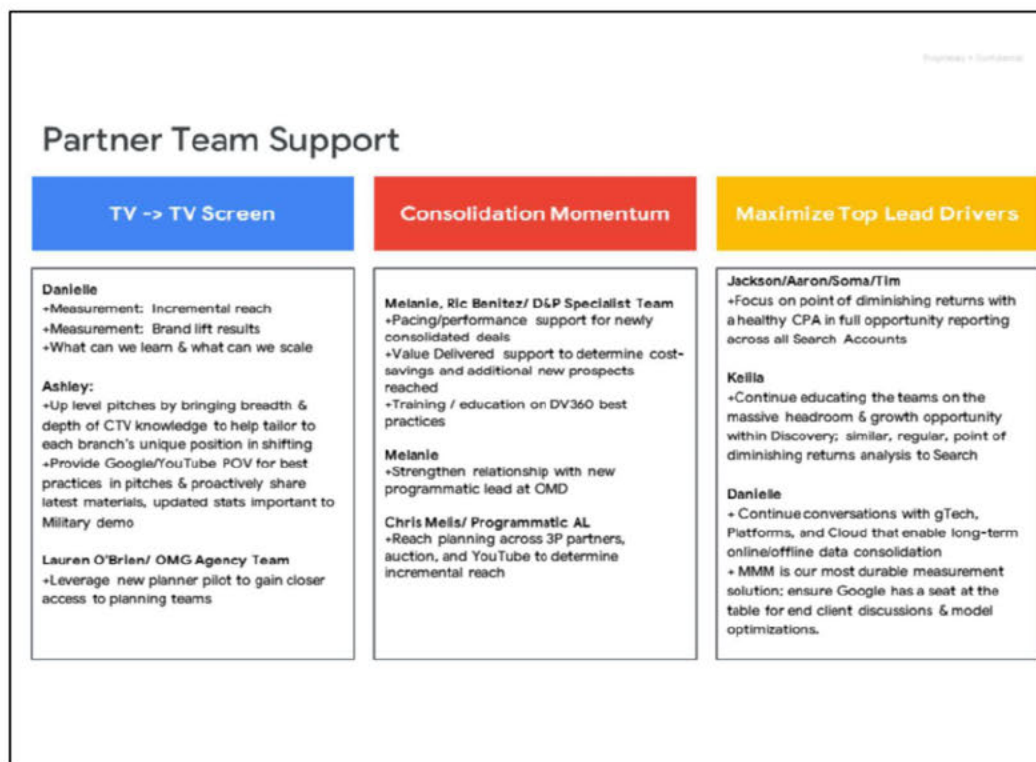 Proprietary + Confidential
Partner Team Support
TV -> TV Screen
Danielle
+Measurement: Incremental reach
+Measurement: Brand lift results
+What can we learn & what can we scale
Ashley:
+Up level pitches by bringing breadth &
depth of CTV knowledge to help tailor to
each branch's unique position in shifting
+Provide Google/YouTube POV for best
practices in pitches & proactively share
latest materials, updated stats important to
Military demo
Lauren O'Brien/ OMG Agency Team
+Leverage new planner pilot to gain closer
access to planning teams
Consolidation Momentum
Melanie, Ric Benitez/ D&P Specialist Team
+Pacing/performance support for newly
consolidated deals
+Value Delivered support to determine cost-
savings and additional new prospects
reached
+Training / education on DV360 best
practices
Melanie
+Strengthen relationship with new
programmatic lead at OMD
Chris Melis/ Programmatic AL
+Reach planning across 3P partners,
auction, and YouTube to determine
incremental reach
Maximize Top Lead Drivers
Jackson/Aaron/Soma/Tim
+Focus on point of diminishing returns with
a healthy CPA in full opportunity reporting
across all Search Accounts
Keilia
+Continue educating the teams on the
massive headroom & growth opportunity
within Discovery; similar, regular, point of
diminishing returns analysis to Search
Danielle
+ Continue conversations with gTech,
Platforms, and Cloud that enable long-term
online/offline data consolidation
+ MMM is our most durable measurement
solution; ensure Google has a seat at the
table for end client discussions & model
optimizations.